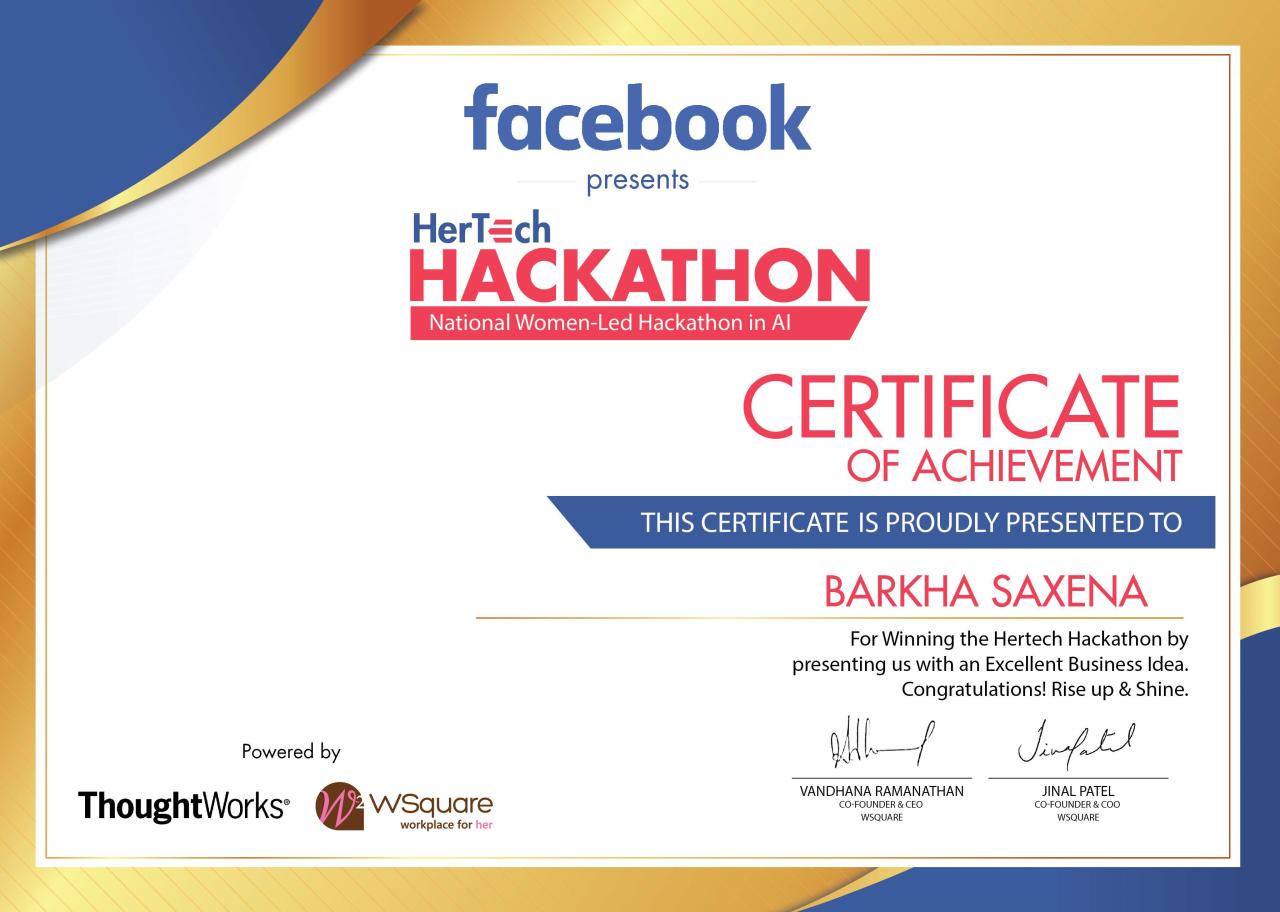 facebook
presents
HerTech
HACKATHON
National Women-Led Hackathon in AI
CERTIFICATE
OF ACHIEVEMENT
THIS CERTIFICATE IS PROUDLY PRESENTED TO
BARKHA SAXENA
For Winning the Hertech Hackathon by
presenting us with an Excellent Business Idea.
Congratulations! Rise up & Shine.
Jinal Patel
VANDHANA RAMANATHAN
CO-FOUNDER & CEO
WSQUARE
JINAL PATEL
CO-FOUNDER & COO
WSQUARE
Powered by
ThoughtWorks®
W2 WSquare
workplace for her